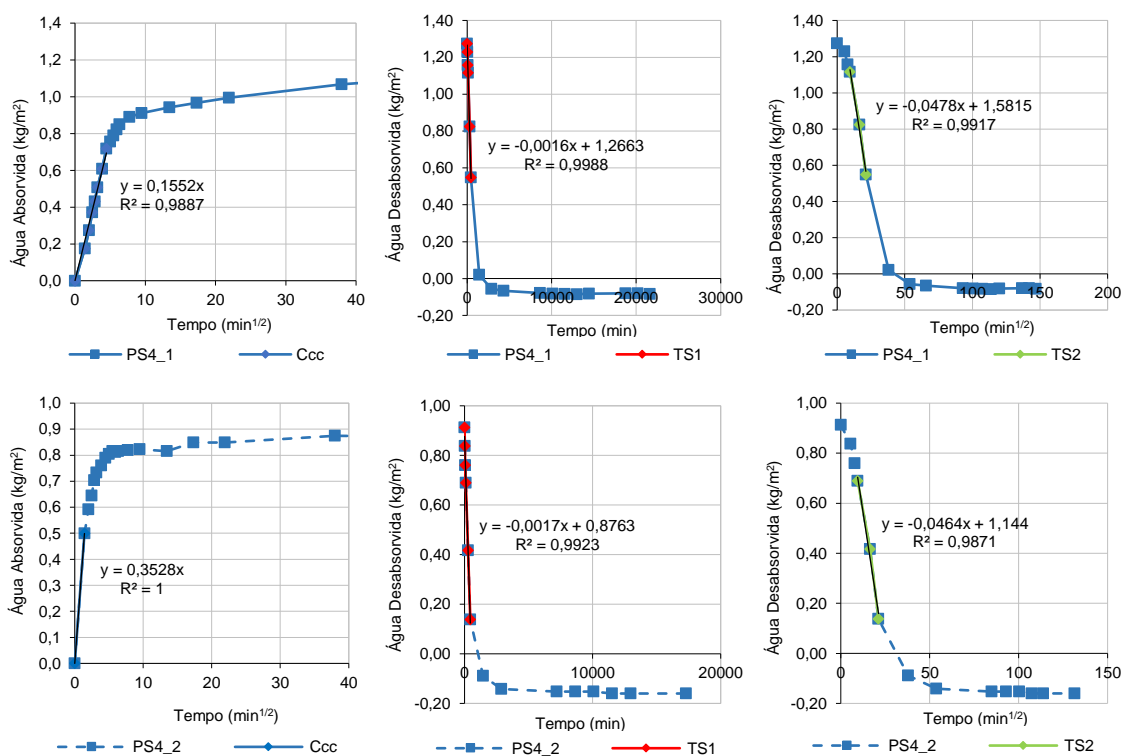 Água Absorvida (kg/m²)
1,4
1,2
1,0
0,8
0,6
0,4
0,2
0,0
y = 0,1552x
R² = 0,9887
0 10 20 30 40
Tempo (min1/2)
PS4_1 Ccc
Água Desabsorvida (kg/m²)
1,40
1,20
1,00
0,80
0,60
0,40
0,20
-0,00
-0,20
y = -0,0016x + 1,2663
R² = 0,9988
0 10000 20000 30000
Tempo (min)
PS4_1 TS1
Água Desabsorvida (kg/m²)
1,40
1,20
1,00
0,80
0,60
0,40
0,20
-0,00
-0,20
y = -0,0478x + 1,5815
R² = 0,9917
0 50 100 150 200
Tempo (min1/2)
PS4_1 TS2
Água Absorvida (kg/m²)
1,0
0,9
0,8
0,7
0,6
0,5
0,4
0,3
0,2
0,1
0,0
y = 0,3528x
R² = 1
0 10 20 30 40
Tempo (min1/2)
PS4_2 Ccc
Água Desabsorvida (kg/m²)
1,00
0,80
0,60
0,40
0,20
0,00
-0,20
y = -0,0017x + 0,8763
R² = 0,9923
0 10000 20000
Tempo (min)
PS4_2 TS1
Água Desabsorvida (kg/m²)
1,00
0,80
0,60
0,40
0,20
0,00
-0,20
y = -0,0464x + 1,144
R² = 0,9871
0 50 100 150
Tempo (min1/2)
PS4_2 TS2